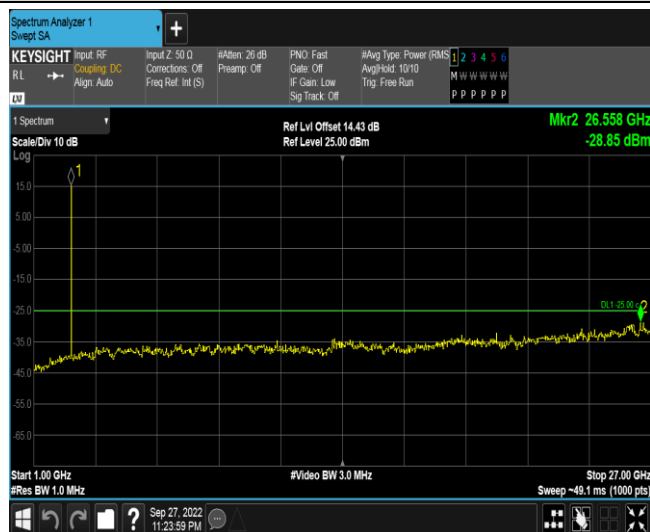 Spectrum Analyzer 1
Swept SA
+
KEYSIGHT Input: RF Input Z: 50 Ω #Atten: 26 dB PNO: Fast #Avg Type: Power (RMS 1 2 3 4 5 6
RL Coupling: DC Corrections: Off Preamp: Off Gate: Off Avg|Hold: 10/10 M W W W W W
Align: Auto Freq Ref: Int (S) IF Gain: Low Trig: Free Run
Sig Track: Off P P P P P P
LXI
1 Spectrum Ref Lvl Offset 14.43 dB Mkr2 26.558 GHz
Scale/Div 10 dB Ref Level 25.00 dBm -28.85 dBm
Log
1
15.0
5.00
-5.00
-15.0
DL1 -25.00 2
-25.0
-35.0
-45.0
-55.0
-65.0
Start 1.00 GHz #Video BW 3.0 MHz Stop 27.00 GHz
#Res BW 1.0 MHz Sweep ~49.1 ms (1000 pts)
? Sep 27, 2022
11:23:59 PM